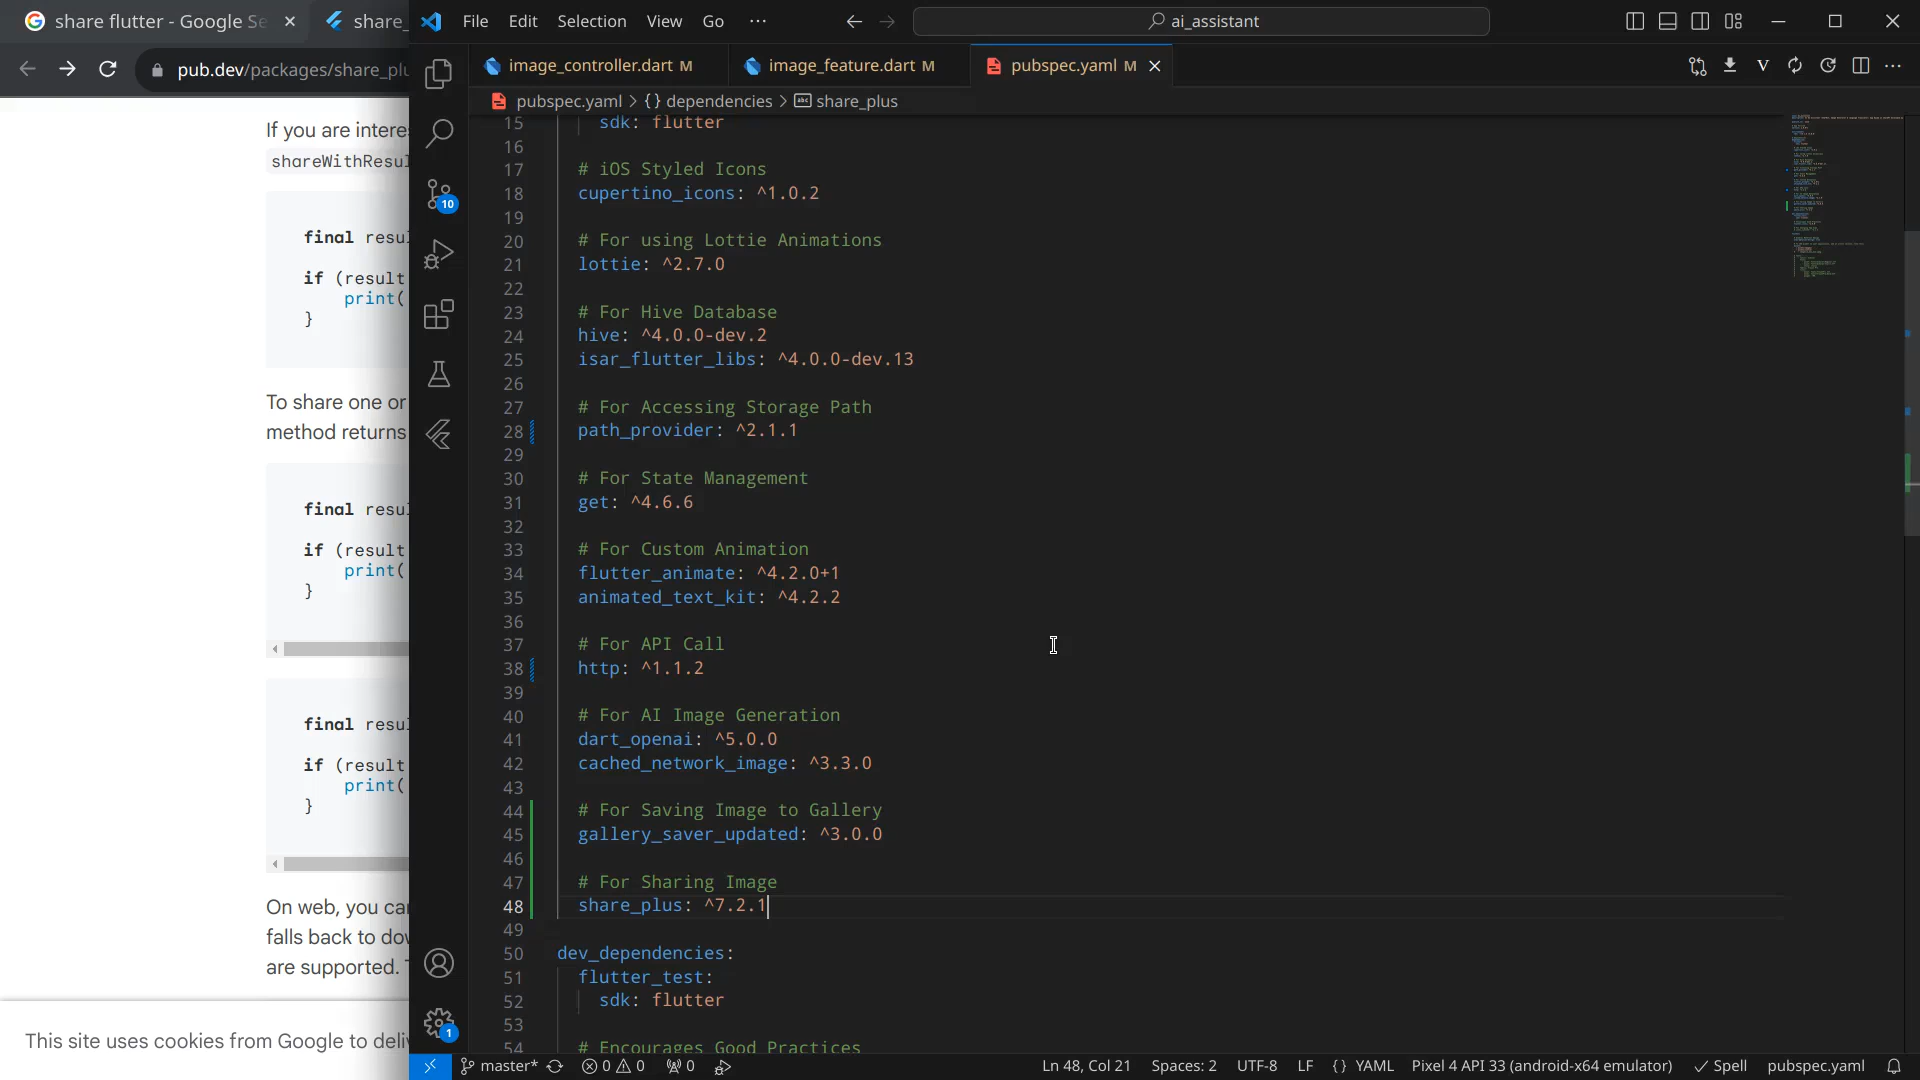 share flutter - Google Se
share_
pub.dev/packages/share_plu
If you are intere
shareWithResul
final resul
if (result
print(
}
To share one or
method returns
final resul
if (result
print(
}
final resul
if (result
print(
}
On web, you can
falls back to dow
are supported.
This site uses cookies from Google to deli
File Edit Selection View Go ···
ai_assistant
image_controller.dart M
image_feature.dart M
pubspec.yaml M
pubspec.yaml > {} dependencies > share_plus
15 sdk: flutter
16
17 # iOS Styled Icons
18 cupertino_icons: ^1.0.2
19
20 # For using Lottie Animations
21 lottie: ^2.7.0
22
23 # For Hive Database
24 hive: ^4.0.0-dev.2
25 isar_flutter_libs: ^4.0.0-dev.13
26
27 # For Accessing Storage Path
28 path_provider: ^2.1.1
29
30 # For State Management
31 get: ^4.6.6
32
33 # For Custom Animation
34 flutter_animate: ^4.2.0+1
35 animated_text_kit: ^4.2.2
36
37 # For API Call
38 http: ^1.1.2
39
40 # For AI Image Generation
41 dart_openai: ^5.0.0
42 cached_network_image: ^3.3.0
43
44 # For Saving Image to Gallery
45 gallery_saver_updated: ^3.0.0
46
47 # For Sharing Image
48 share_plus: ^7.2.1
49
50 dev_dependencies:
51 flutter_test:
52 sdk: flutter
53
54 # Encourages Good Practices
10
1
V
master* 0 0 0 Ln 48, Col 21 Spaces: 2 UTF-8 LF {} YAML Pixel 4 API 33 (android-x64 emulator) Spell pubspec.yaml